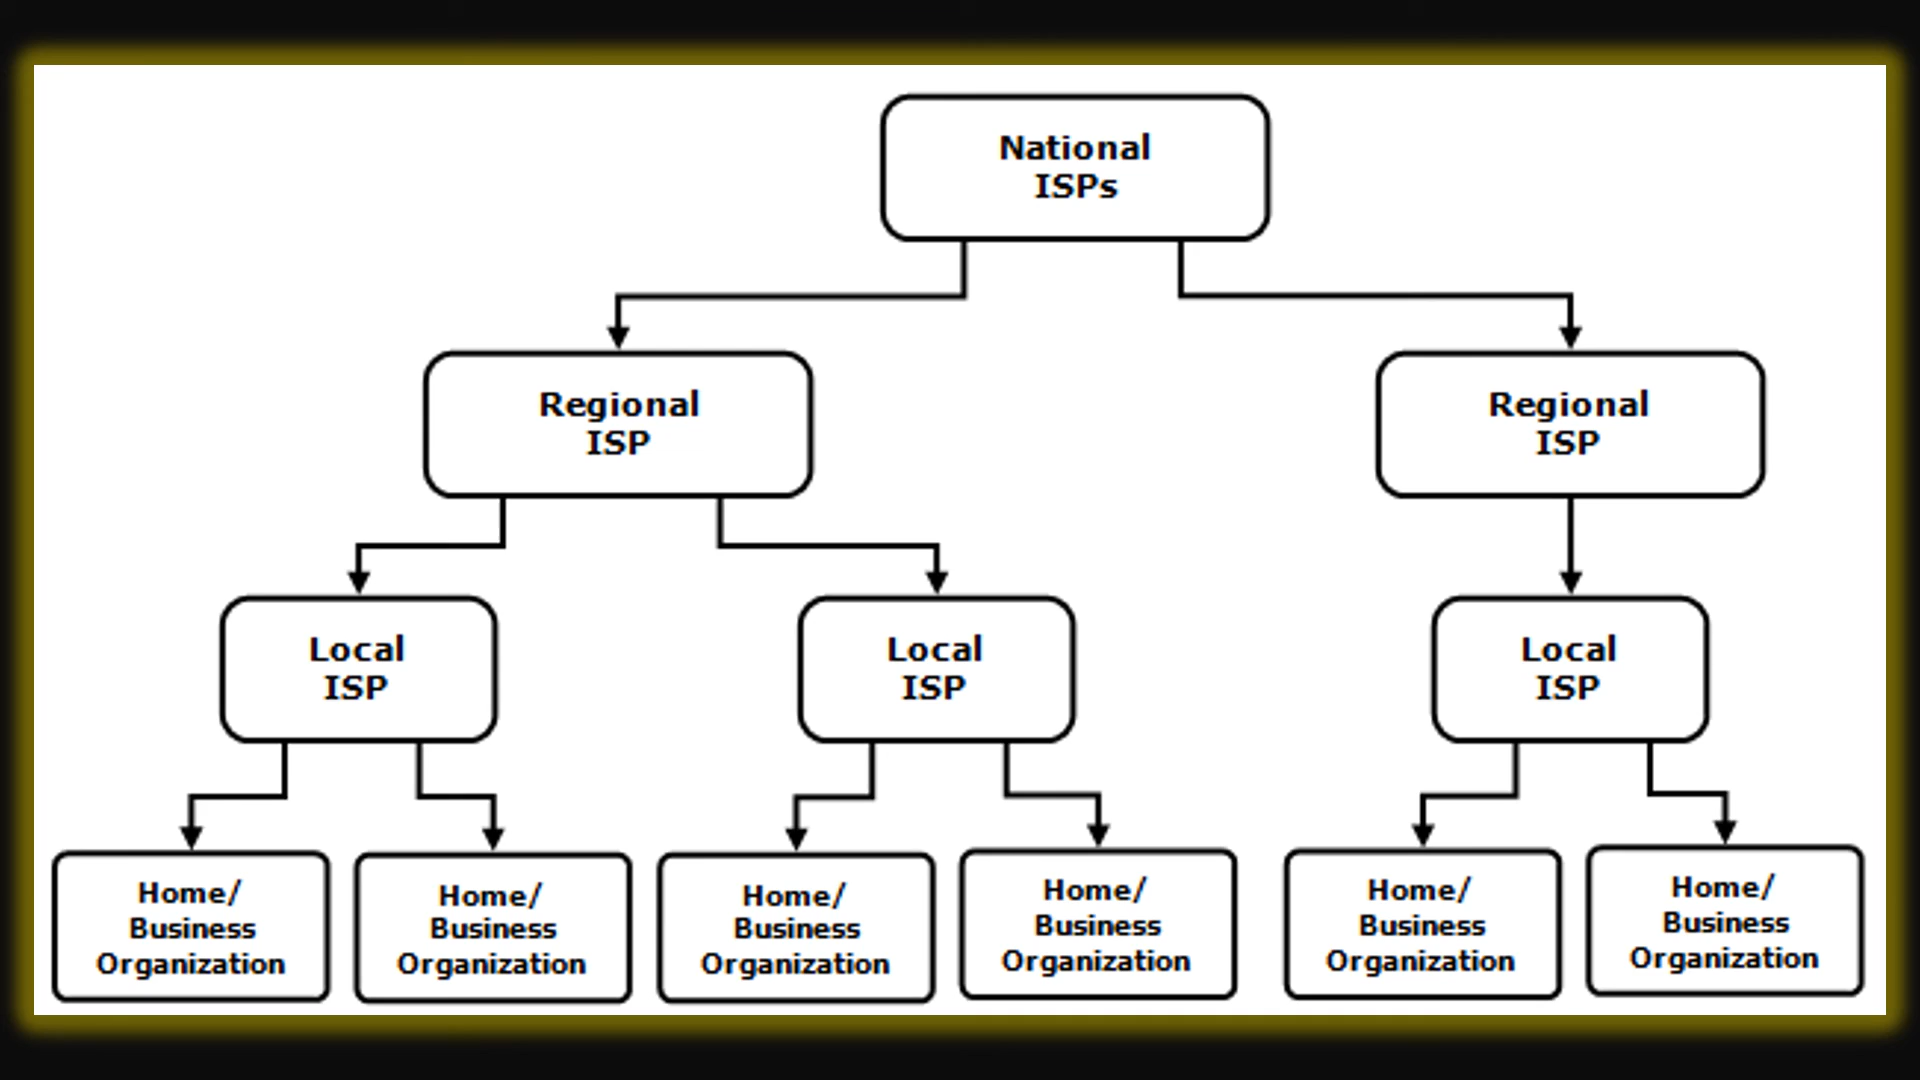 National
ISPs
Regional
ISP
Regional
ISP
Local
ISP
Local
ISP
Local
ISP
Home/
Business
Organization
Home/
Business
Organization
Home/
Business
Organization
Home/
Business
Organization
Home/
Business
Organization
Home/
Business
Organization